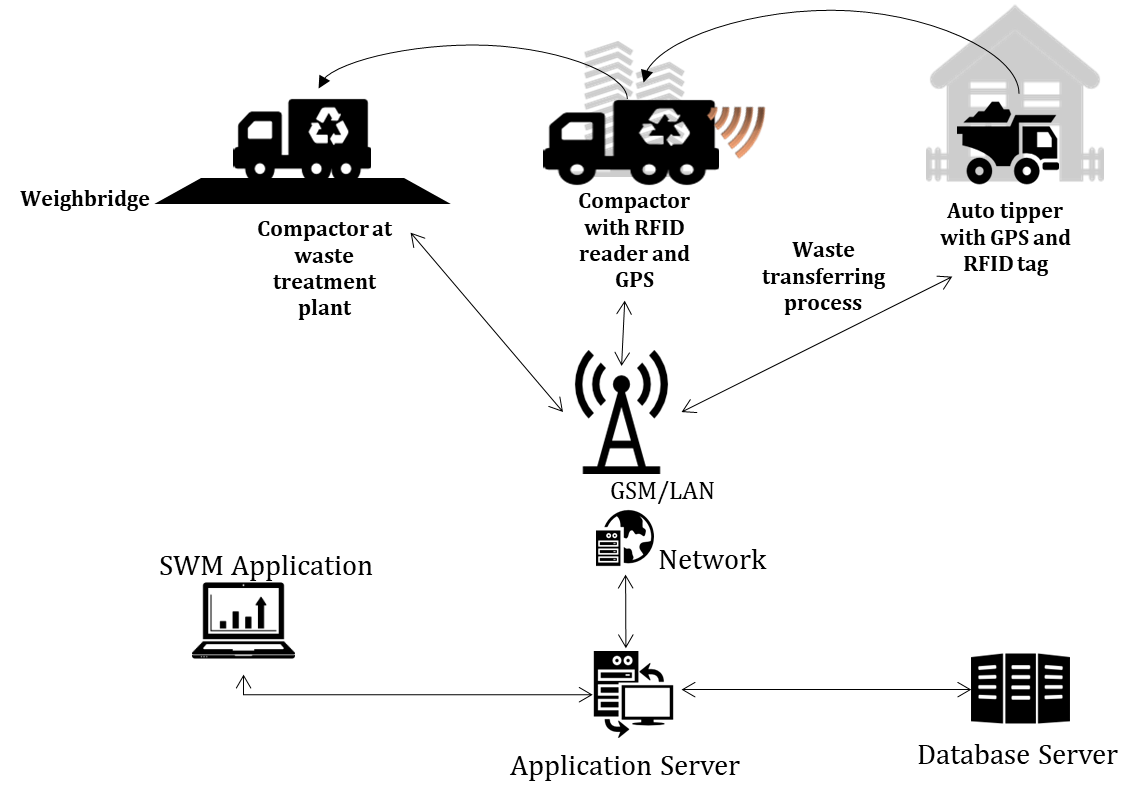 Weighbridge
Compactor at
waste
treatment
plant
Compactor
with RFID
reader and
GPS
Waste
transferring
process
Auto tipper
with GPS and
RFID tag
GSM/LAN
Network
SWM Application
Application Server
Database Server